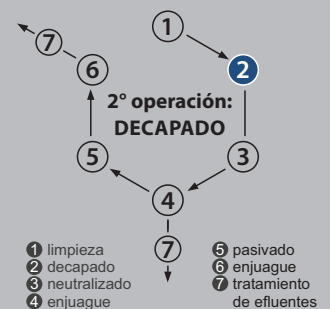 1
7
6
2
2° operación:
DECAPADO
5
3
4
7
1 limpieza
2 decapado
3 neutralizado
4 enjuague
5 pasivado
6 enjuague
7 tratamiento
de efluentes